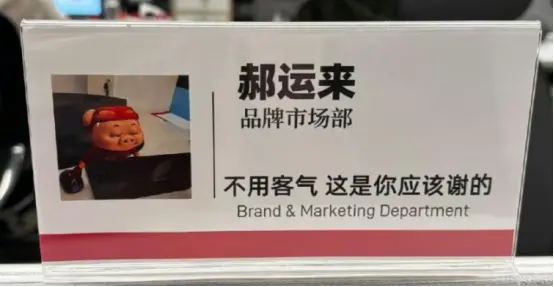 郝运来
品牌市场部
不用客气 这是你应该谢的
Brand & Marketing Department